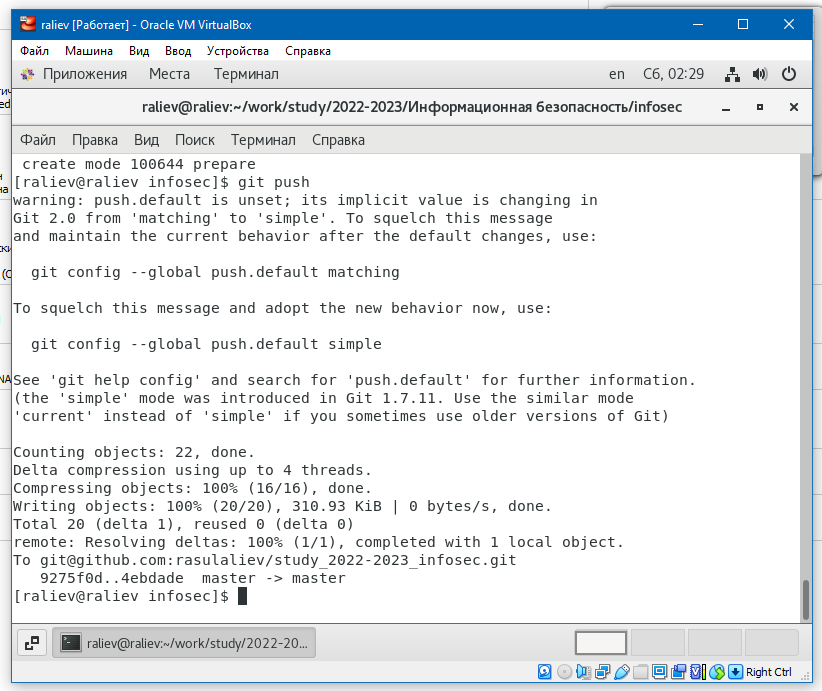 raliev [Работает] - Oracle VM VirtualBox
Файл Машина Вид Ввод Устройства Справка
Приложения Места Терминал en Сб, 02:29
raliev@raliev:~/work/study/2022-2023/Информационная безопасность/infosec
Файл Правка Вид Поиск Терминал Справка
 create mode 100644 prepare
[raliev@raliev infosec]$ git push
warning: push.default is unset; its implicit value is changing in
Git 2.0 from 'matching' to 'simple'. To squelch this message
and maintain the current behavior after the default changes, use:
  git config --global push.default matching
To squelch this message and adopt the new behavior now, use:
  git config --global push.default simple
See 'git help config' and search for 'push.default' for further information.
(the 'simple' mode was introduced in Git 1.7.11. Use the similar mode
'current' instead of 'simple' if you sometimes use older versions of Git)
Counting objects: 22, done.
Delta compression using up to 4 threads.
Compressing objects: 100% (16/16), done.
Writing objects: 100% (20/20), 310.93 KiB | 0 bytes/s, done.
Total 20 (delta 1), reused 0 (delta 0)
remote: Resolving deltas: 100% (1/1), completed with 1 local object.
To git@github.com:rasulaliev/study_2022-2023_infosec.git
   9275f0d..4ebdade  master -> master
[raliev@raliev infosec]$
raliev@raliev:~/work/study/2022-20...
Right Ctrl